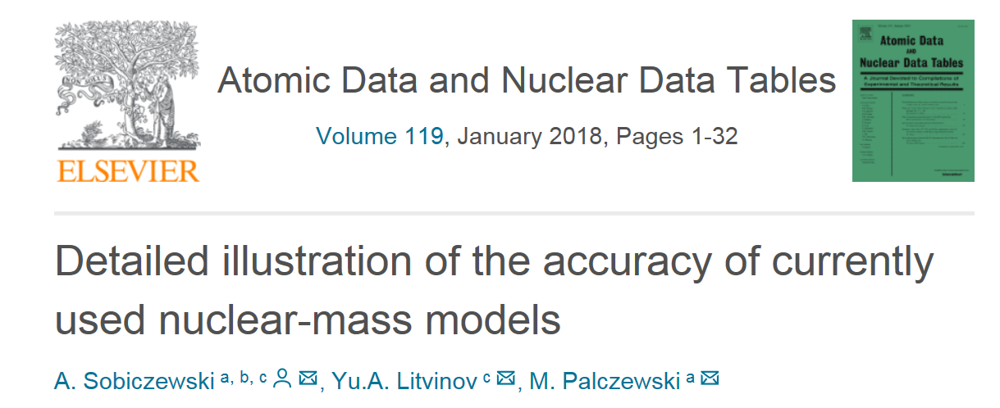 NON SOLUS
ELSEVIER
Atomic Data and Nuclear Data Tables
Volume 119, January 2018, Pages 1-32
Atomic Data
AND
Nuclear Data Tables
A Journal Devoted to Compilations of
Experimental and Theoretical Results
Detailed illustration of the accuracy of currently
used nuclear-mass models
A. Sobiczewski a, b, c, Yu.A. Litvinov c, M. Palczewski a